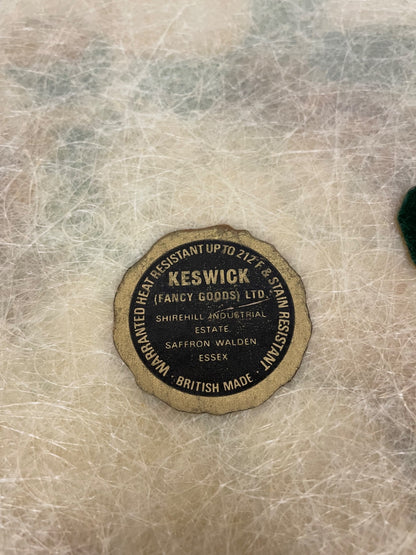 WARRANTED HEAT RESISTANT UP TO 212°F & STAIN RESISTANT
KESWICK
(FANCY GOODS) LTD.
SHIREHILL INDUSTRIAL
ESTATE
SAFFRON WALDEN
ESSEX
· BRITISH MADE ·